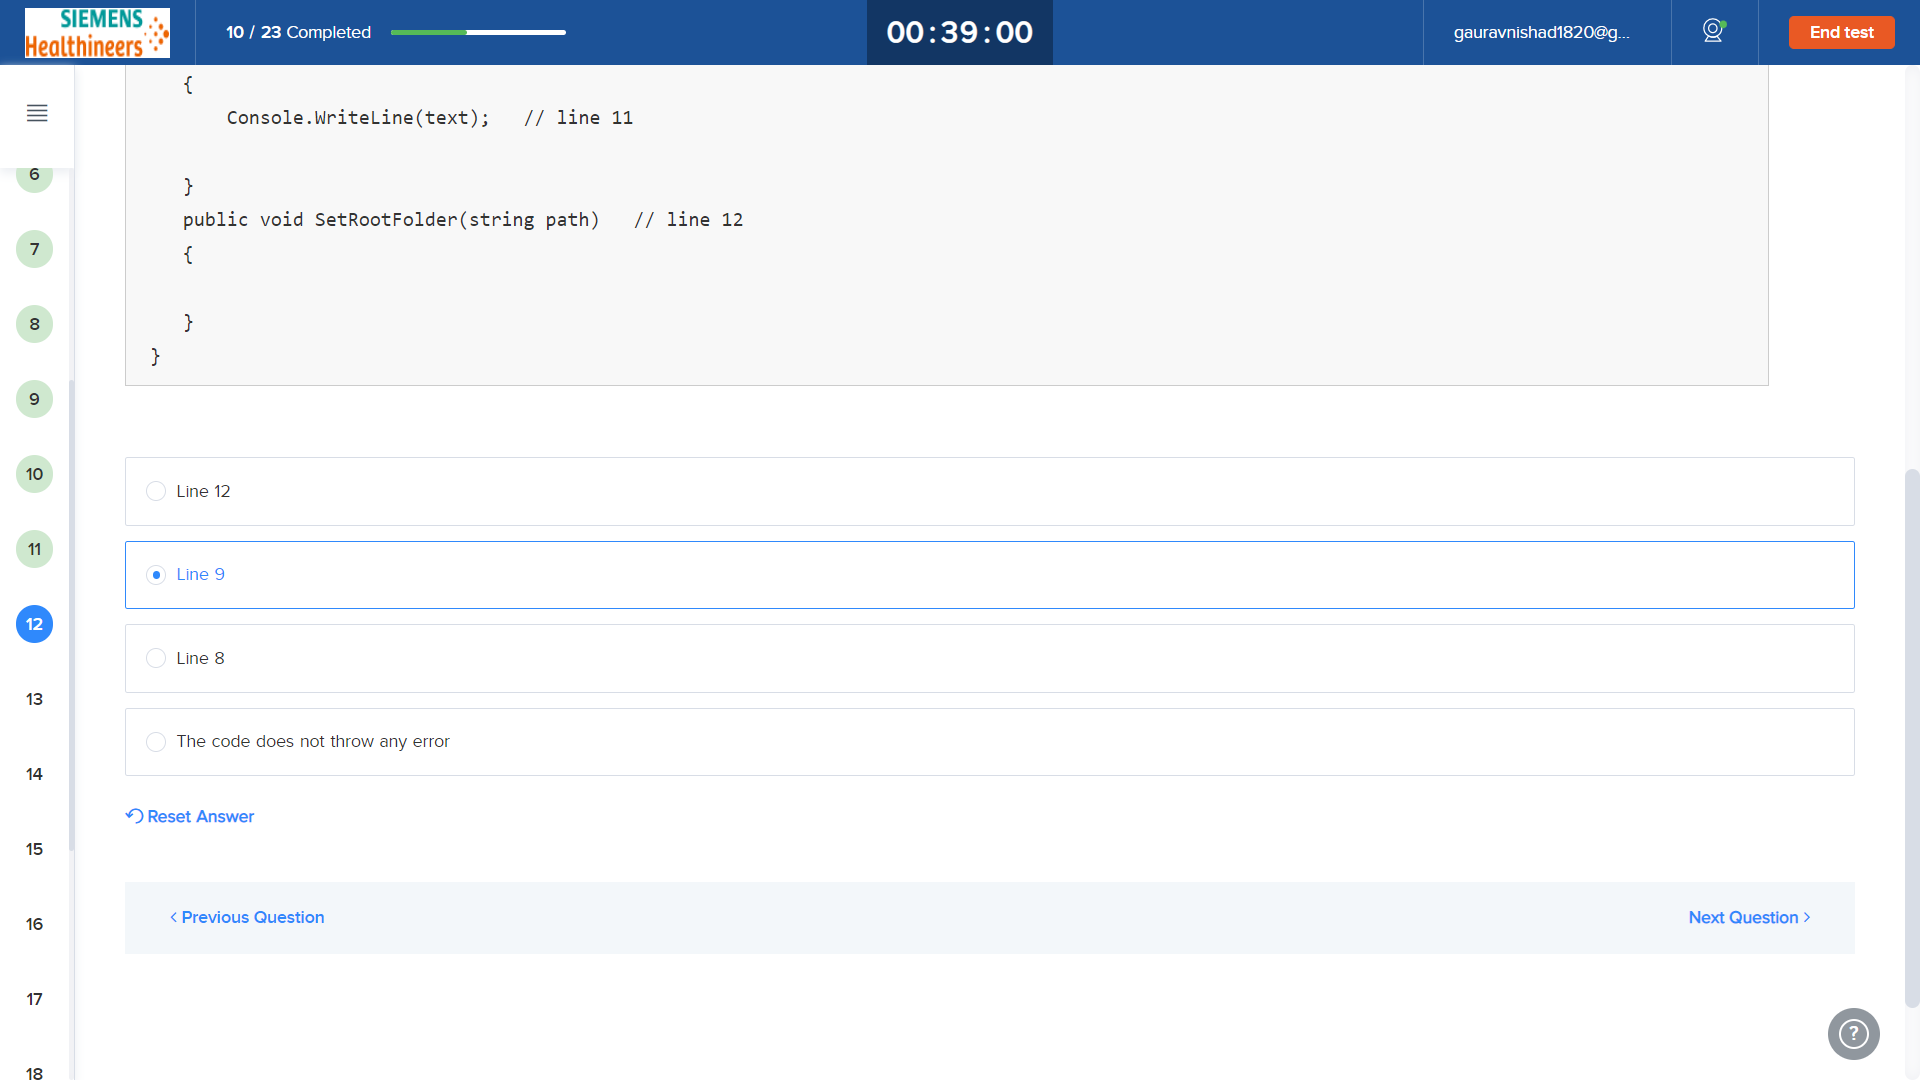 SIEMENS
Healthineers
10 / 23 Completed
00:39:00
gauravnishad1820@g...
End test
{
Console.WriteLine(text);   // line 11
}
public void SetRootFolder(string path)   // line 12
{
}
}
6
7
8
9
10
11
12
13
14
15
16
17
18
Line 12
Line 9
Line 8
The code does not throw any error
Reset Answer
< Previous Question
Next Question >
?